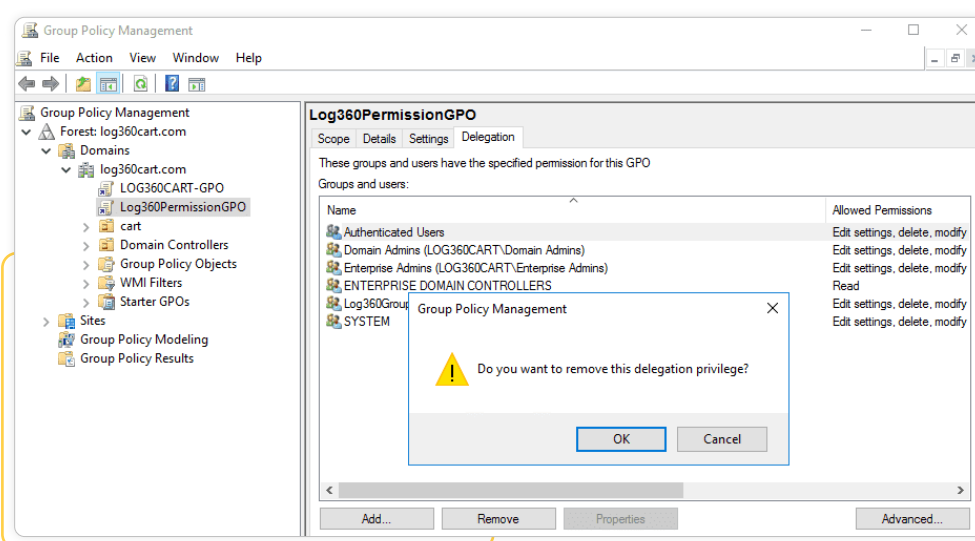 Group Policy Management
File Action View Window Help
Group Policy Management
Forest: log360cart.com
Domains
log360cart.com
LOG360CART-GPO
Log360PermissionGPO
cart
Domain Controllers
Group Policy Objects
WMI Filters
Starter GPOs
Sites
Group Policy Modeling
Group Policy Results
Log360PermissionGPO
Scope Details Settings Delegation
These groups and users have the specified permission for this GPO
Groups and users:
Name Allowed Permissions
Authenticated Users Edit settings, delete, modify
Domain Admins (LOG360CART\Domain Admins) Edit settings, delete, modify
Enterprise Admins (LOG360CART\Enterprise Admins) Edit settings, delete, modify
ENTERPRISE DOMAIN CONTROLLERS Read
Log360Group Edit settings, delete, modify
SYSTEM Edit settings, delete, modify
Group Policy Management
Do you want to remove this delegation privilege?
OK Cancel
Add... Remove Properties Advanced...